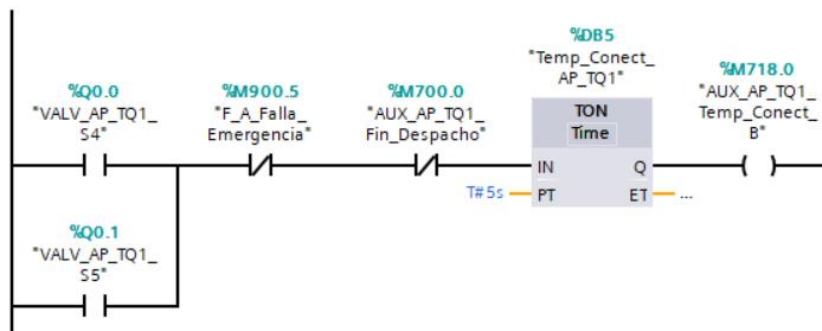 %DB5
"Temp_Conect_
AP_TQ1"
%Q0.0
"VALV_AP_TQ1_
S4"
%M900.5
"F_A_Falla_
Emergencia"
%M700.0
"AUX_AP_TQ1_
Fin_Despacho"
TON
Time
IN
Q
T#5s
PT
ET
...
%M718.0
"AUX_AP_TQ1_
Temp_Conect_
B"
%Q0.1
"VALV_AP_TQ1_
S5"